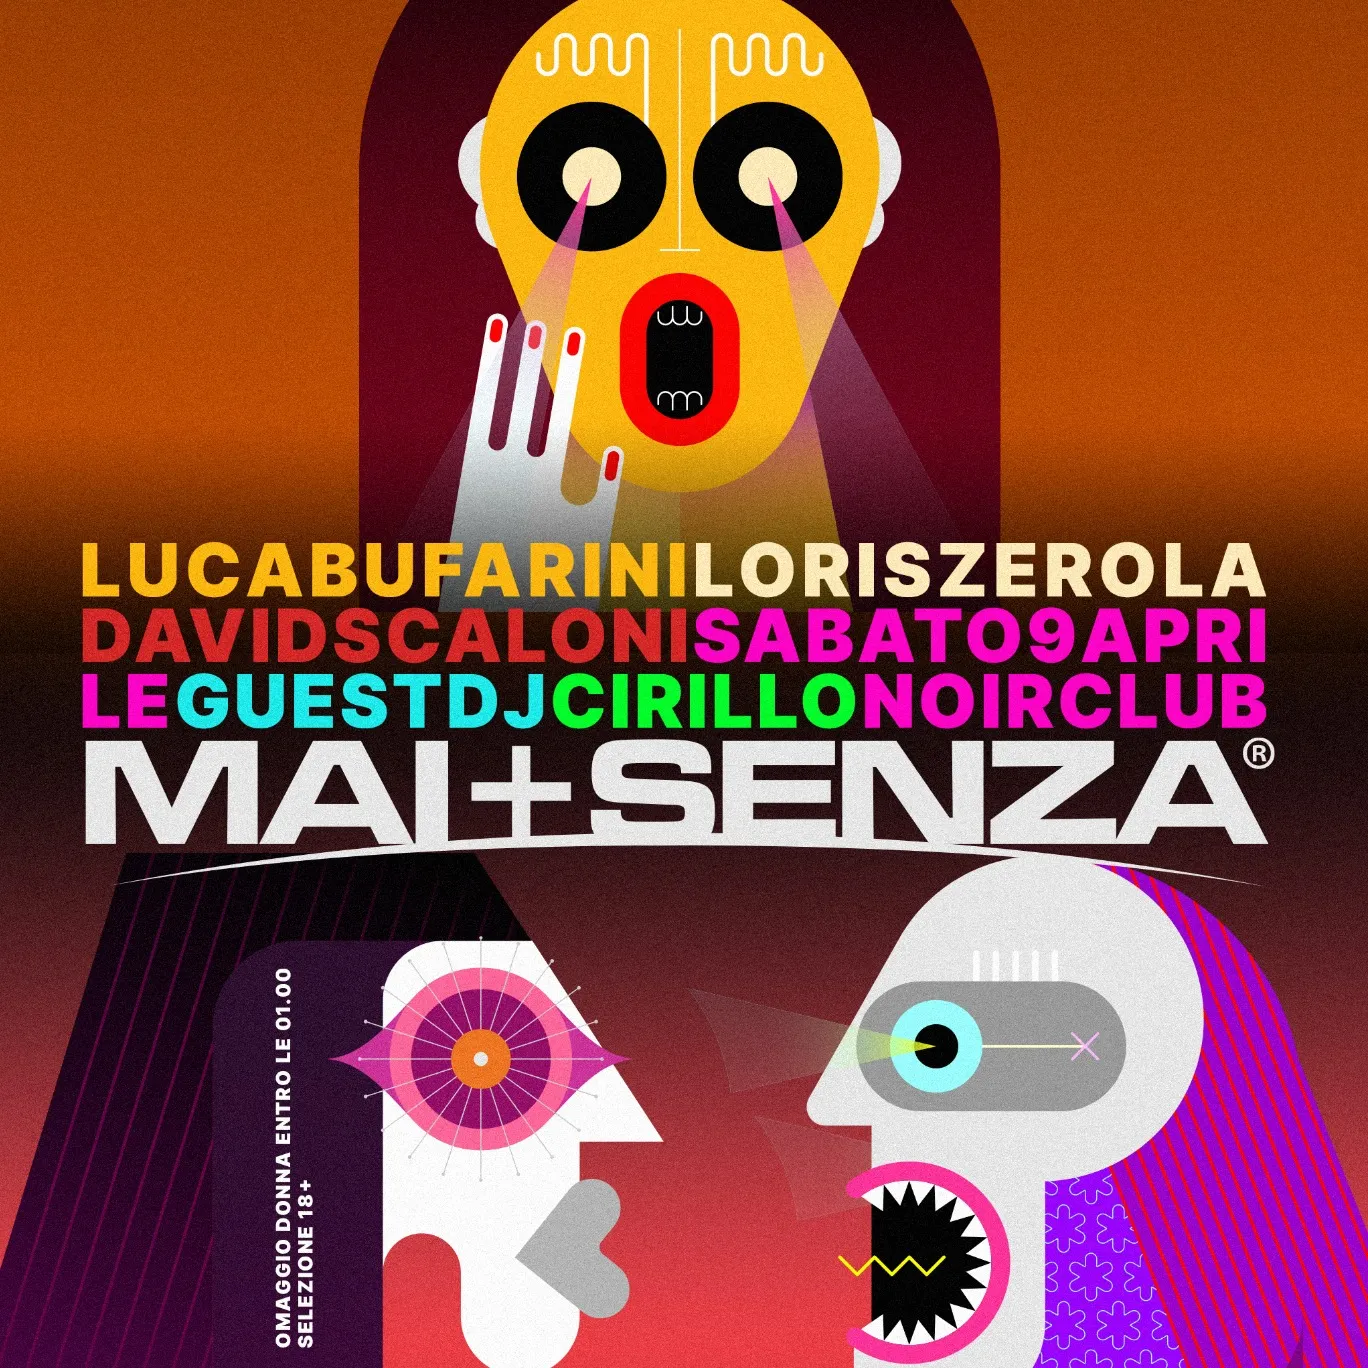 LUCABUFARINILORISZEROLA
DAVIDSCALONISABATO9APRI
LEGUESTDJCIRILLONOIRCLUB
MAI+SENZA®
OMAGGIO DONNA ENTRO LE 01.00
SELEZIONE 18+